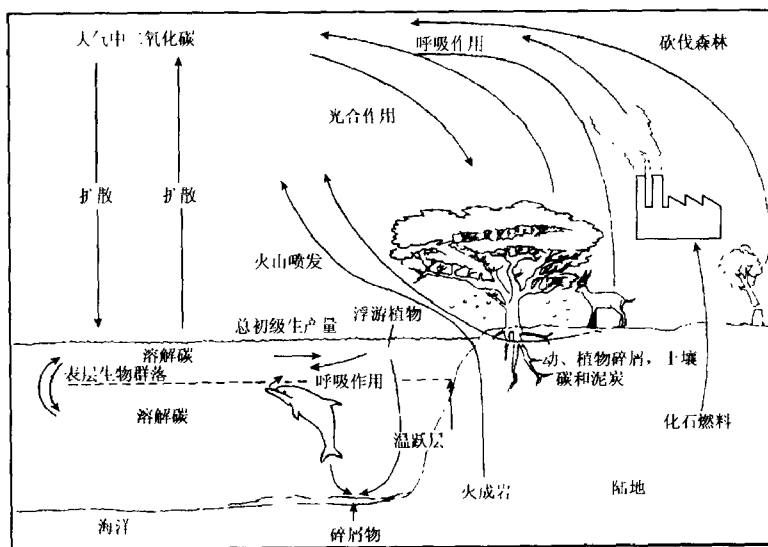 大气中二氧化碳
呼吸作用
砍伐森林
光合作用
扩散
扩散
火山喷发
总初级生产量
浮游植物
溶解碳
表层生物群落
呼吸作用
动、植物碎屑，土壤
碳和泥炭
溶解碳
温跃层
化石燃料
火成岩
陆地
海洋
碎屑物